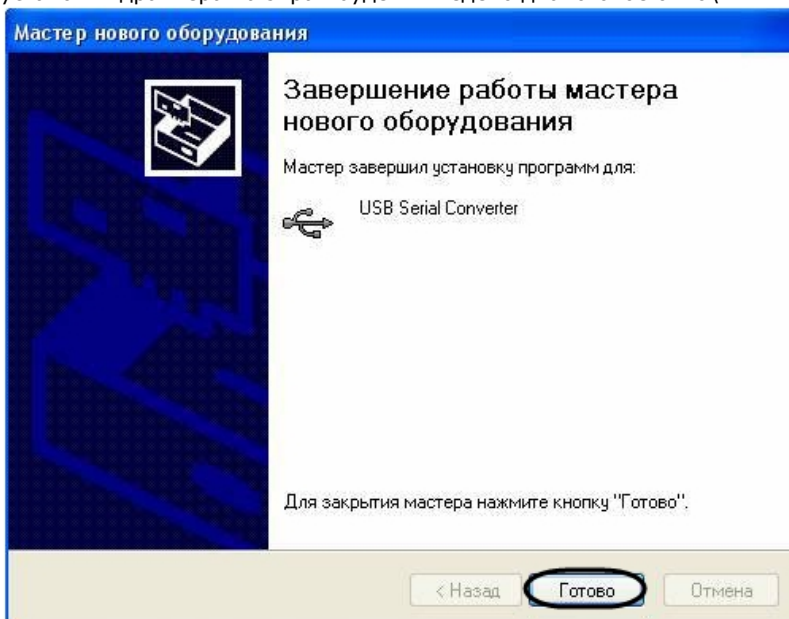 Мастер нового оборудования
Завершение работы мастера
нового оборудования
Мастер завершил установку программ для:
USB Serial Converter
Для закрытия мастера нажмите кнопку "Готово".
< Назад Готово Отмена